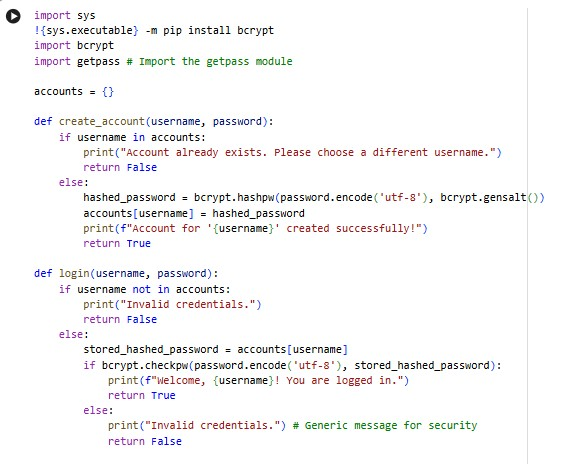 import sys
!{sys.executable} -m pip install bcrypt
import bcrypt
import getpass # Import the getpass module

accounts = {}

def create_account(username, password):
    if username in accounts:
        print("Account already exists. Please choose a different username.")
        return False
    else:
        hashed_password = bcrypt.hashpw(password.encode('utf-8'), bcrypt.gensalt())
        accounts[username] = hashed_password
        print(f"Account for '{username}' created successfully!")
        return True

def login(username, password):
    if username not in accounts:
        print("Invalid credentials.")
        return False
    else:
        stored_hashed_password = accounts[username]
        if bcrypt.checkpw(password.encode('utf-8'), stored_hashed_password):
            print(f"Welcome, {username}! You are logged in.")
            return True
        else:
            print("Invalid credentials.") # Generic message for security
            return False